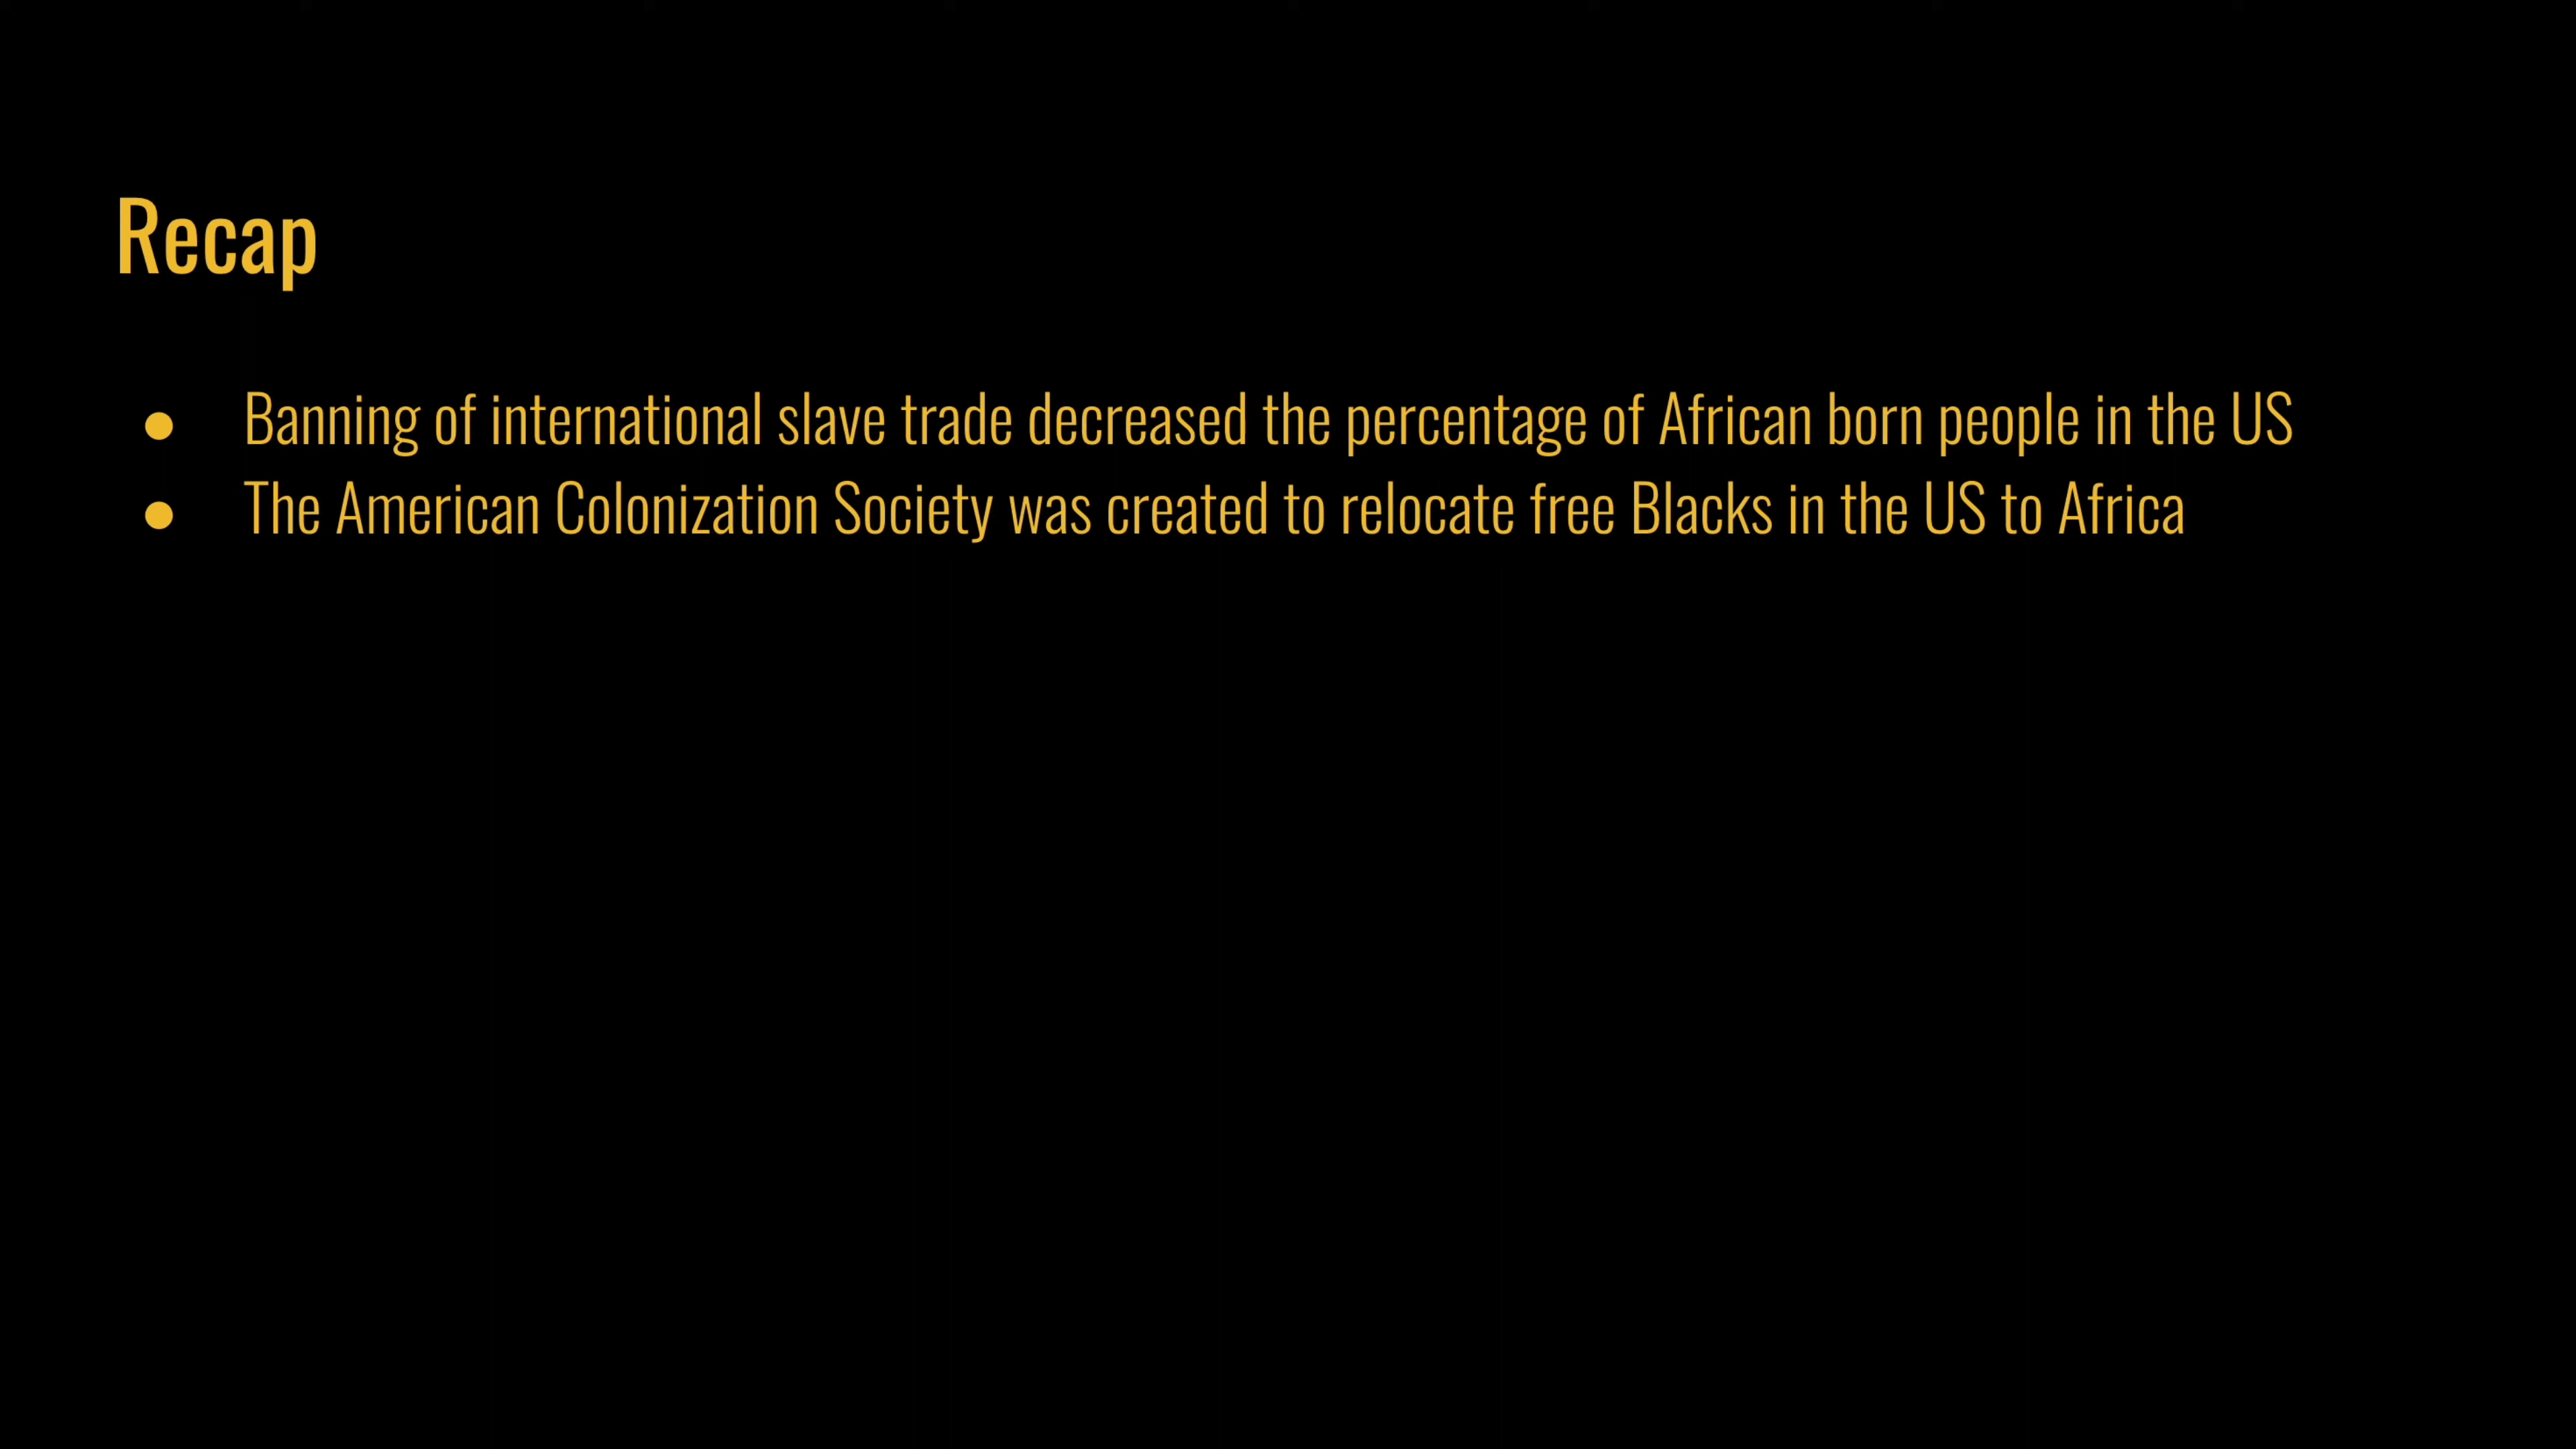 Recap
● Banning of international slave trade decreased the percentage of African born people in the US
● The American Colonization Society was created to relocate free Blacks in the US to Africa